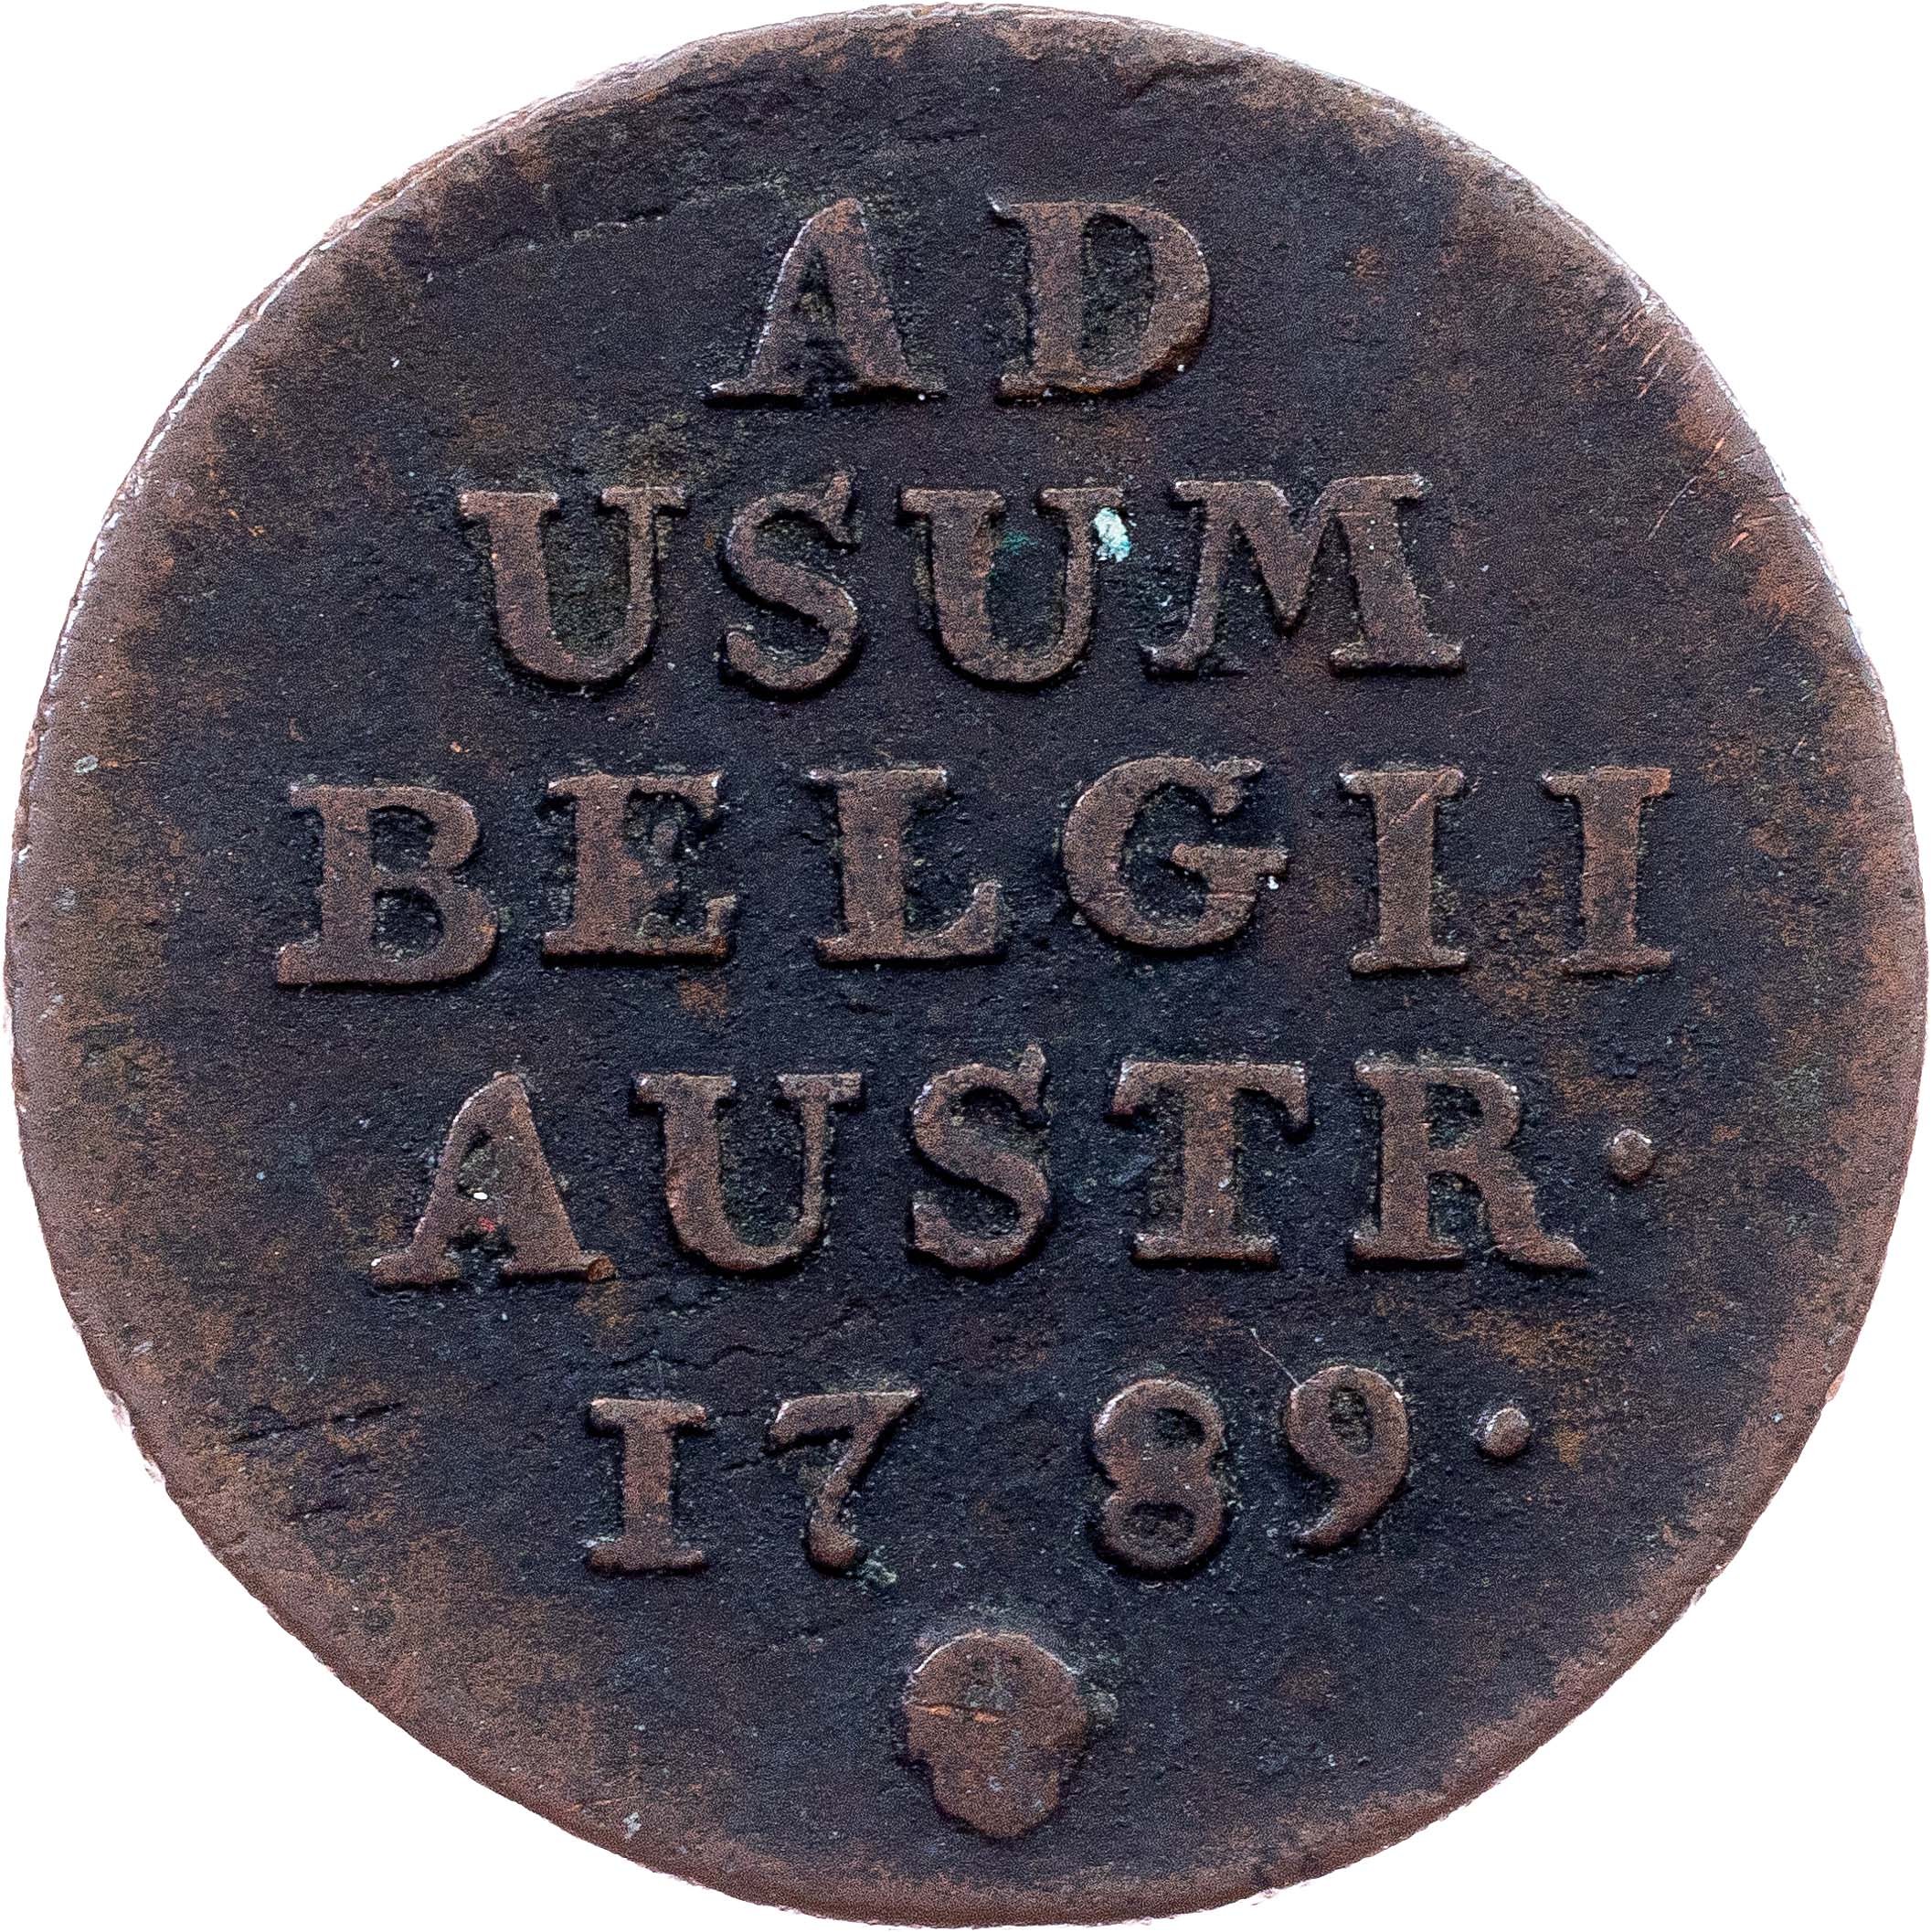 AD
USUM
BELGII
AUSTR.
1789.